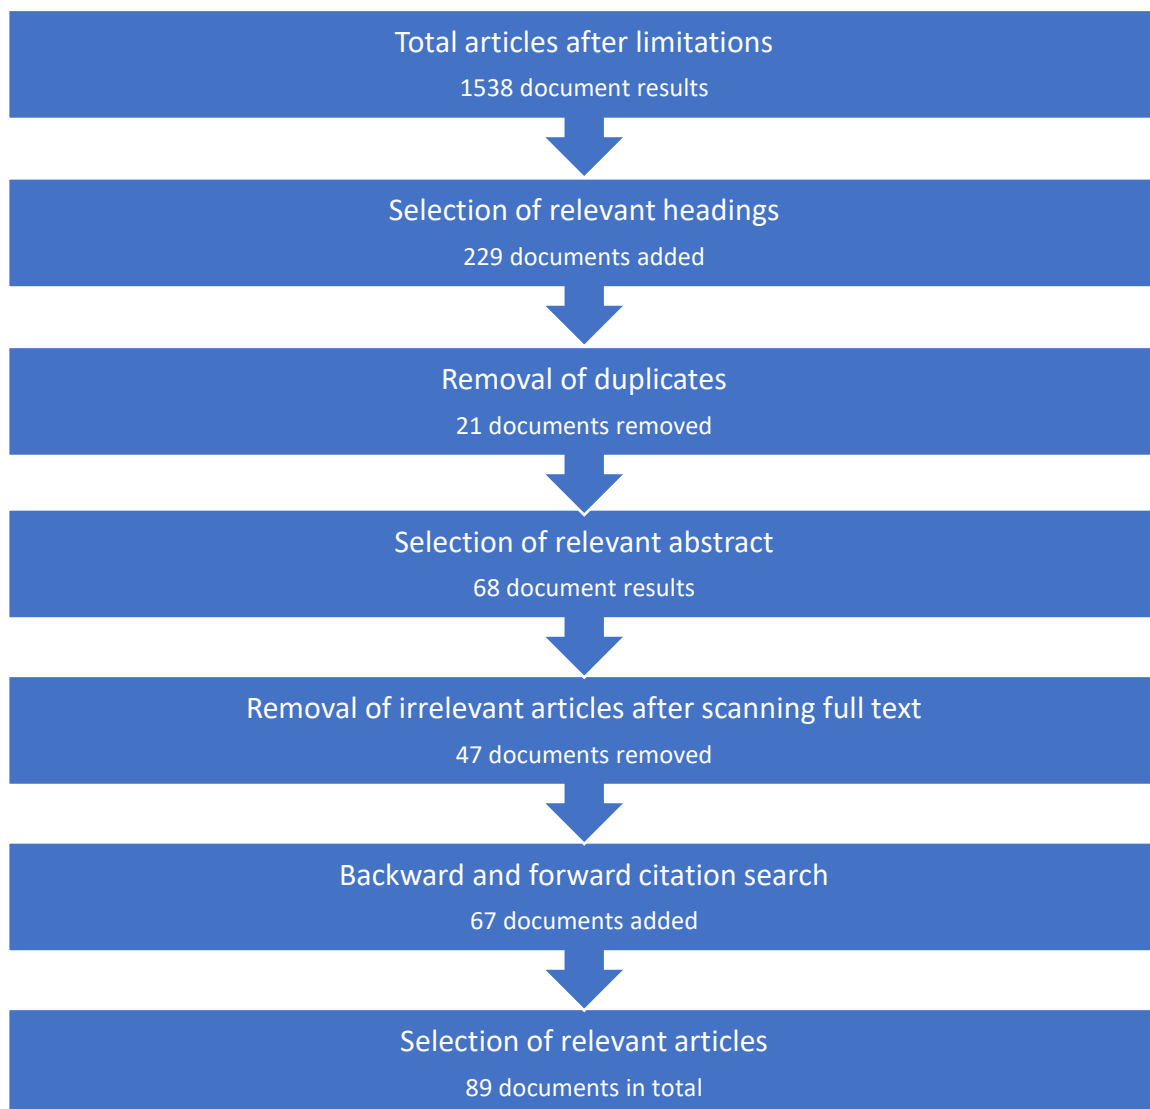 Total articles after limitations
1538 document results
Selection of relevant headings
229 documents added
Removal of duplicates
21 documents removed
Selection of relevant abstract
68 document results
Removal of irrelevant articles after scanning full text
47 documents removed
Backward and forward citation search
67 documents added
Selection of relevant articles
89 documents in total